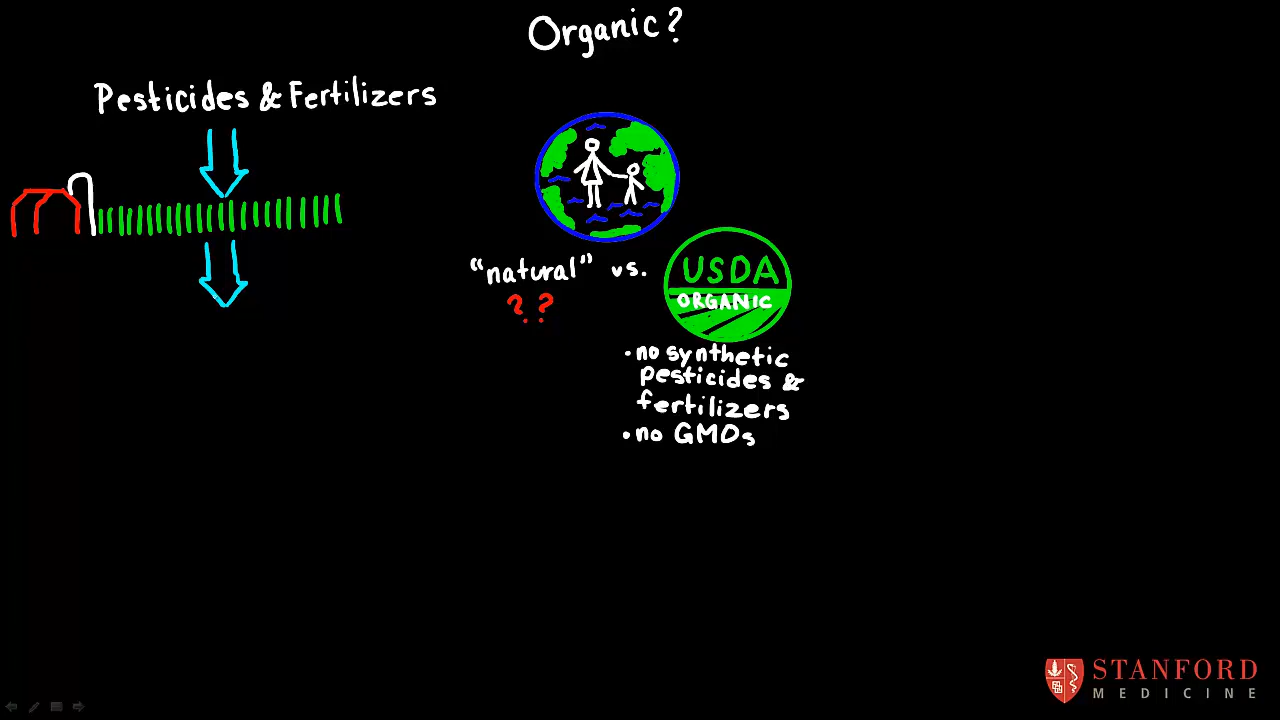 Organic?
Pesticides & Fertilizers
"natural" vs.
? ?
USDA
ORGANIC
• no synthetic
pesticides &
fertilizers
• no GMOs
STANFORD
MEDICINE